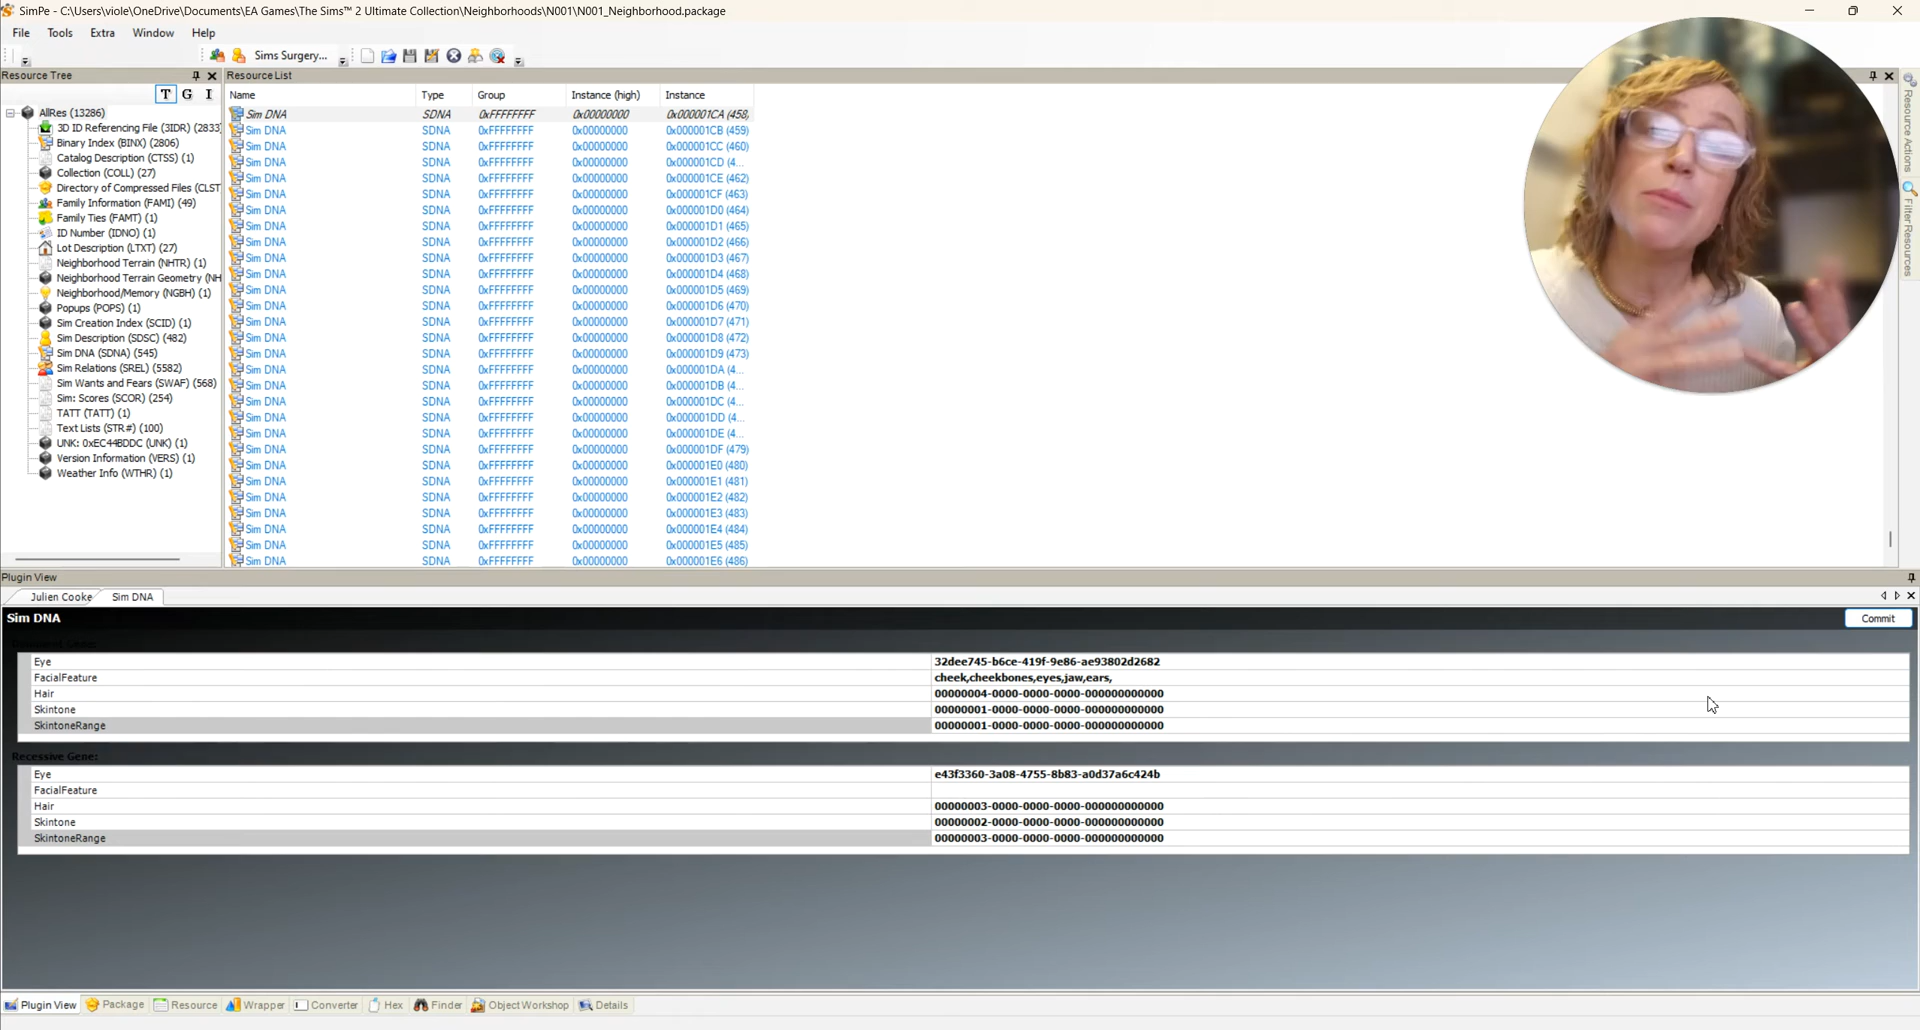 SimPe - C:\Users\viole\OneDrive\Documents\EA Games\The Sims™ 2 Ultimate Collection\Neighborhoods\N001\N001_Neighborhood.package
File Tools Extra Window Help
Sims Surgery...
Resource Tree
T G I
AllRes (13286)
3D ID Referencing File (3IDR) (2833)
Binary Index (BINX) (2806)
Catalog Description (CTSS) (1)
Collection (COLL) (27)
Directory of Compressed Files (CLST
Family Information (FAMI) (49)
Family Ties (FAMT) (1)
ID Number (IDNO) (1)
Lot Description (LTXT) (27)
Neighborhood Terrain (NHTR) (1)
Neighborhood Terrain Geometry (NH
Neighborhood/Memory (NGBH) (1)
Popups (POPS) (1)
Sim Creation Index (SCID) (1)
Sim Description (SDSC) (482)
Sim DNA (SDNA) (545)
Sim Relations (SREL) (5582)
Sim Wants and Fears (SWAF) (568)
Sim: Scores (SCOR) (254)
TATT (TATT) (1)
Text Lists (STR#) (100)
UNK: 0xEC44BDDC (UNK) (1)
Version Information (VERS) (1)
Weather Info (WTHR) (1)
Resource List
Name Type Group Instance (high) Instance
Sim DNA SDNA 0xFFFFFFFF 0x00000000 0x000001CA (458)
Sim DNA SDNA 0xFFFFFFFF 0x00000000 0x000001CB (459)
Sim DNA SDNA 0xFFFFFFFF 0x00000000 0x000001CC (460)
Sim DNA SDNA 0xFFFFFFFF 0x00000000 0x000001CD (4...
Sim DNA SDNA 0xFFFFFFFF 0x00000000 0x000001CE (462)
Sim DNA SDNA 0xFFFFFFFF 0x00000000 0x000001CF (463)
Sim DNA SDNA 0xFFFFFFFF 0x00000000 0x000001D0 (464)
Sim DNA SDNA 0xFFFFFFFF 0x00000000 0x000001D1 (465)
Sim DNA SDNA 0xFFFFFFFF 0x00000000 0x000001D2 (466)
Sim DNA SDNA 0xFFFFFFFF 0x00000000 0x000001D3 (467)
Sim DNA SDNA 0xFFFFFFFF 0x00000000 0x000001D4 (468)
Sim DNA SDNA 0xFFFFFFFF 0x00000000 0x000001D5 (469)
Sim DNA SDNA 0xFFFFFFFF 0x00000000 0x000001D6 (470)
Sim DNA SDNA 0xFFFFFFFF 0x00000000 0x000001D7 (471)
Sim DNA SDNA 0xFFFFFFFF 0x00000000 0x000001D8 (472)
Sim DNA SDNA 0xFFFFFFFF 0x00000000 0x000001D9 (473)
Sim DNA SDNA 0xFFFFFFFF 0x00000000 0x000001DA (4...
Sim DNA SDNA 0xFFFFFFFF 0x00000000 0x000001DB (4...
Sim DNA SDNA 0xFFFFFFFF 0x00000000 0x000001DC (4...
Sim DNA SDNA 0xFFFFFFFF 0x00000000 0x000001DD (4...
Sim DNA SDNA 0xFFFFFFFF 0x00000000 0x000001DE (4...
Sim DNA SDNA 0xFFFFFFFF 0x00000000 0x000001DF (479)
Sim DNA SDNA 0xFFFFFFFF 0x00000000 0x000001E0 (480)
Sim DNA SDNA 0xFFFFFFFF 0x00000000 0x000001E1 (481)
Sim DNA SDNA 0xFFFFFFFF 0x00000000 0x000001E2 (482)
Sim DNA SDNA 0xFFFFFFFF 0x00000000 0x000001E3 (483)
Sim DNA SDNA 0xFFFFFFFF 0x00000000 0x000001E4 (484)
Sim DNA SDNA 0xFFFFFFFF 0x00000000 0x000001E5 (485)
Sim DNA SDNA 0xFFFFFFFF 0x00000000 0x000001E6 (486)
Resource Actions
Filter Resources
Plugin View
Julien Cooke Sim DNA
Sim DNA
Commit
Eye 32dee745-b6ce-419f-9e86-ae93802d2682
FacialFeature cheek,cheekbones,eyes,jaw,ears,
Hair 00000004-0000-0000-0000-000000000000
Skintone 00000001-0000-0000-0000-000000000000
SkintoneRange 00000001-0000-0000-0000-000000000000
Recessive Gene:
Eye e43f3360-3a08-4755-8b83-a0d37a6c424b
FacialFeature
Hair 00000003-0000-0000-0000-000000000000
Skintone 00000002-0000-0000-0000-000000000000
SkintoneRange 00000003-0000-0000-0000-000000000000
Plugin View Package Resource Wrapper Converter Hex Finder Object Workshop Details